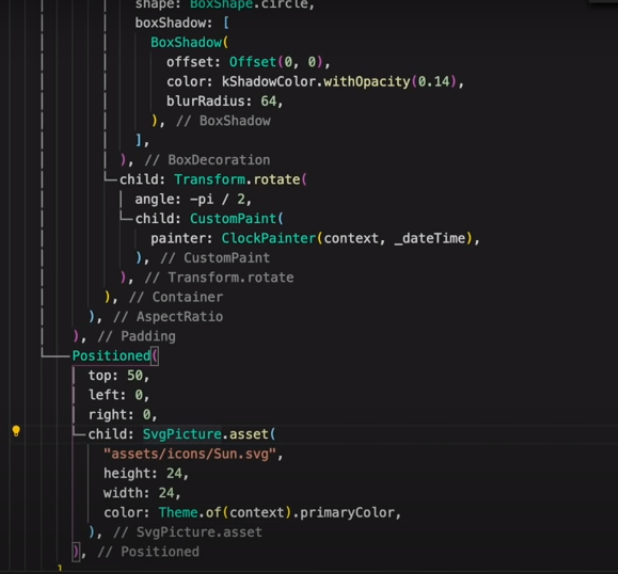 shape: BoxShape.circle,
boxShadow: [
BoxShadow(
offset: Offset(0, 0),
color: kShadowColor.withOpacity(0.14),
blurRadius: 64,
), // BoxShadow
],
), // BoxDecoration
child: Transform.rotate(
angle: -pi / 2,
child: CustomPaint(
painter: ClockPainter(context, _dateTime),
), // CustomPaint
), // Transform.rotate
), // Container
), // AspectRatio
), // Padding
Positioned(
top: 50,
left: 0,
right: 0,
child: SvgPicture.asset(
"assets/icons/Sun.svg",
height: 24,
width: 24,
color: Theme.of(context).primaryColor,
), // SvgPicture.asset
), // Positioned